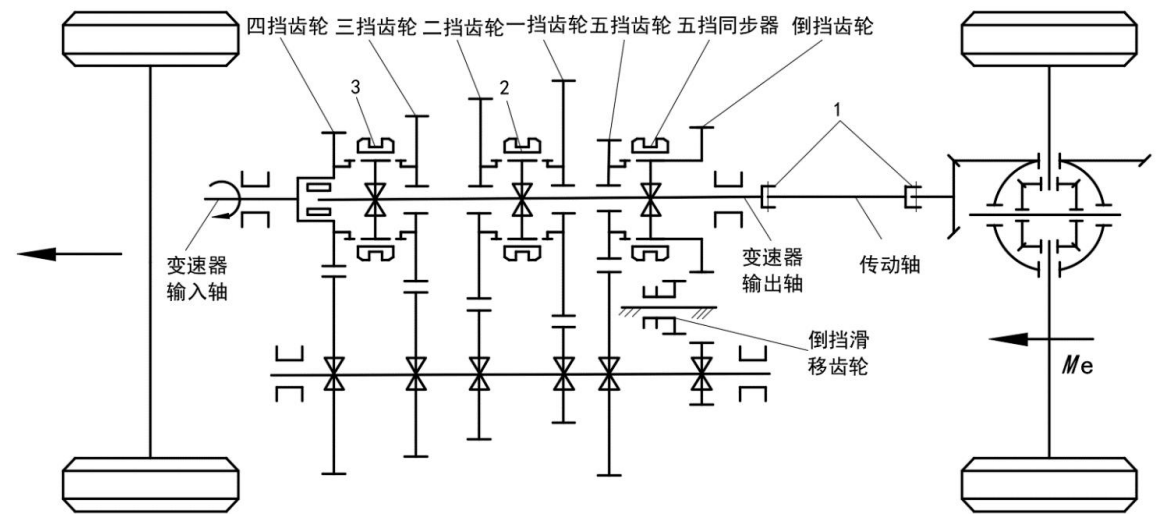 四挡齿轮 三挡齿轮 二挡齿轮 一挡齿轮 五挡齿轮 五挡同步器 倒挡齿轮
3
2
1
变速器
输入轴
变速器
输出轴
传动轴
倒挡滑
移齿轮
Me